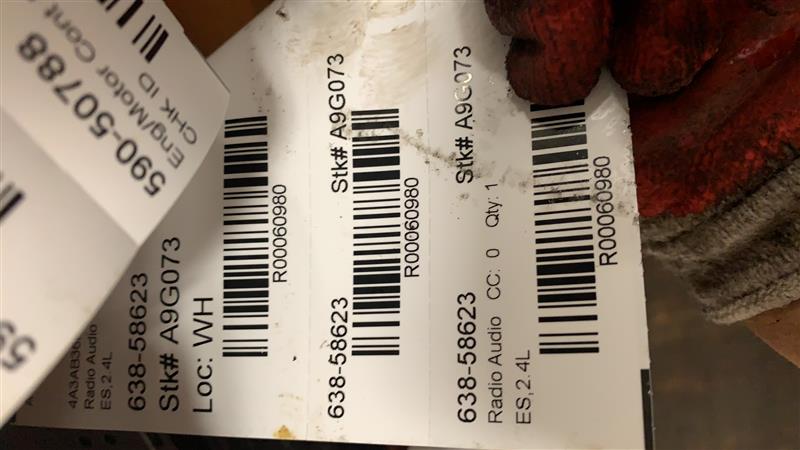 590-50788
Eng/Motor Cont
CHK ID
59
4A3AB36
Radio Audio
ES,2.4L
638-58623
Stk# A9G073
Loc: WH
R00060980
638-58623 Stk# A9G073
R00060980
638-58623 Stk# A9G073
Radio Audio CC: 0 Qty: 1
ES,2.4L
R00060980